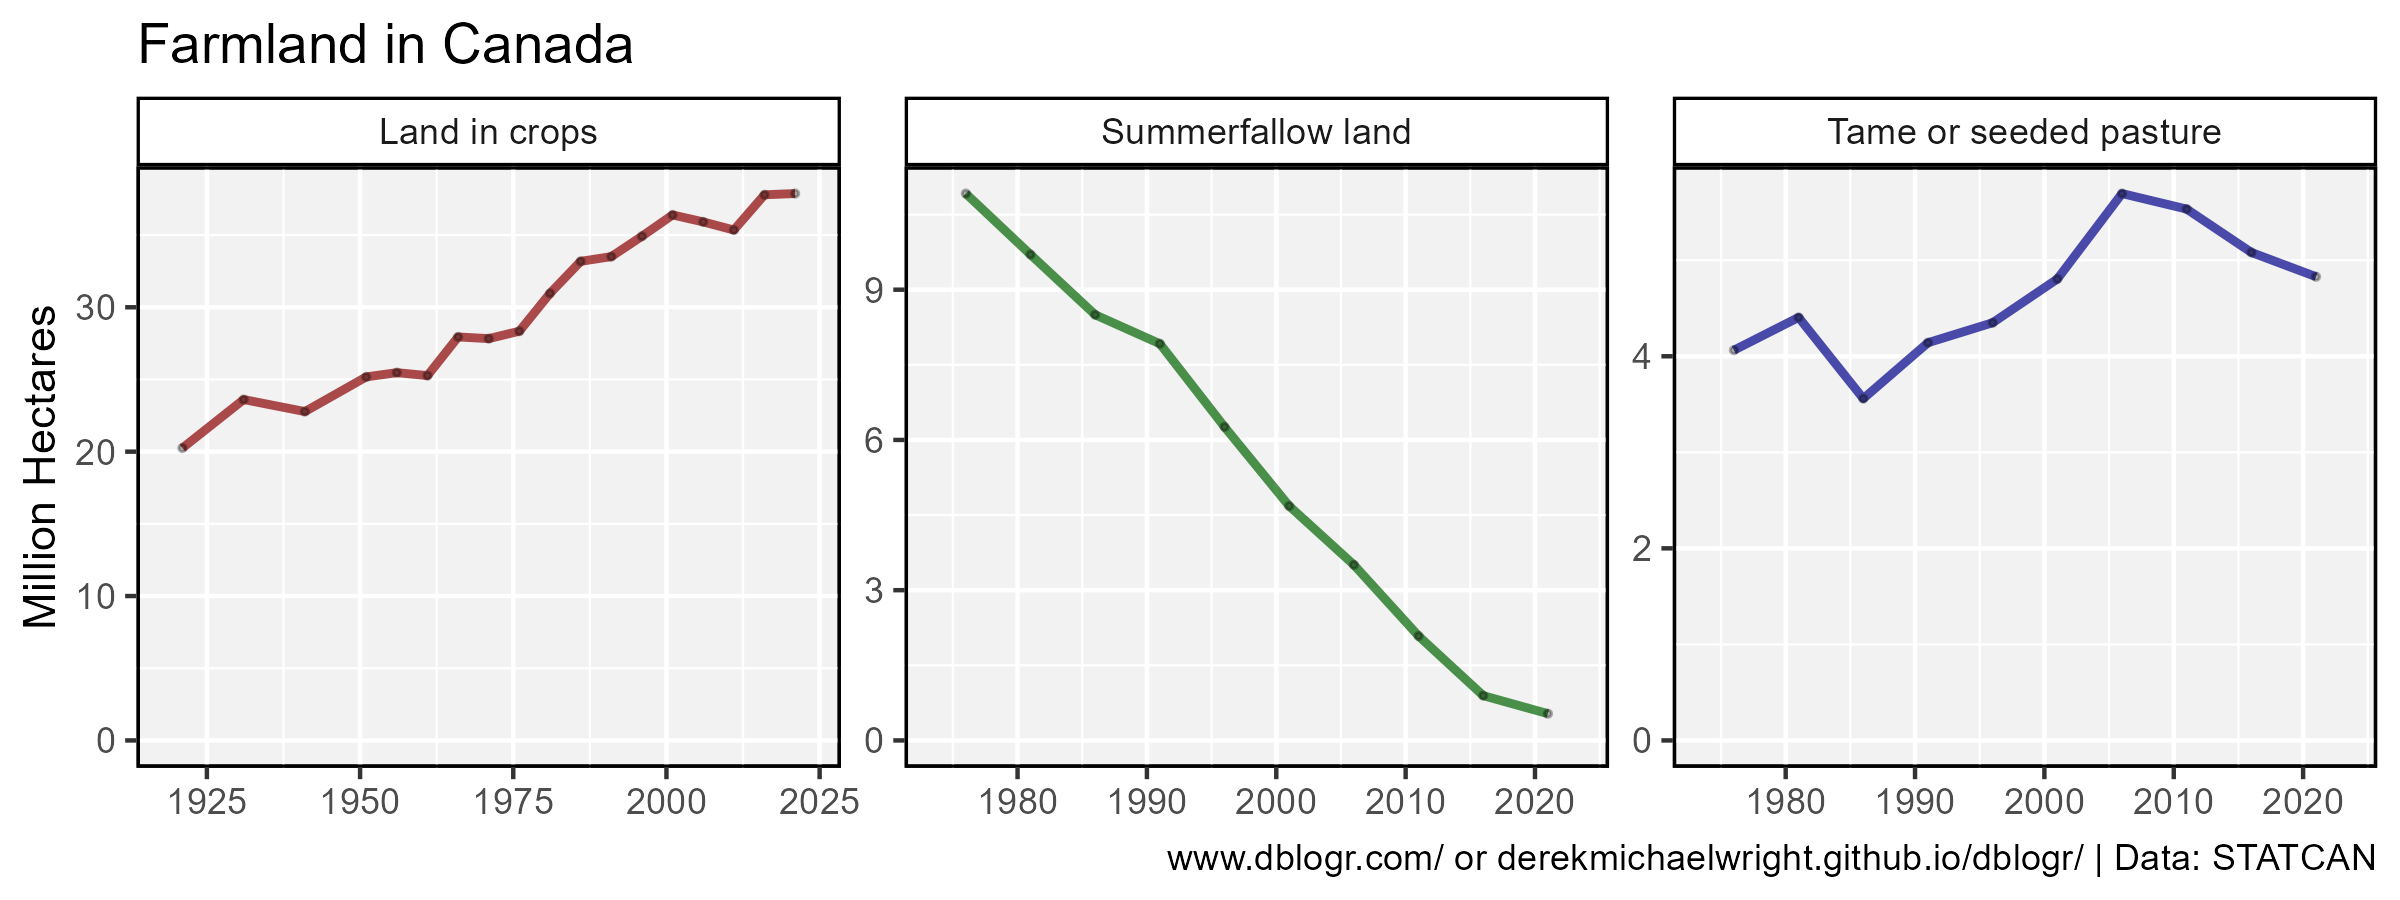 Farmland in Canada
Land in crops
Summerfallow land
Tame or seeded pasture
Million Hectares
30
20
10
0
9
6
3
0
4
2
0
1925 1950 1975 2000 2025
1980 1990 2000 2010 2020
1980 1990 2000 2010 2020
www.dblogr.com/ or derekmichaelwright.github.io/dblogr/ | Data: STATCAN